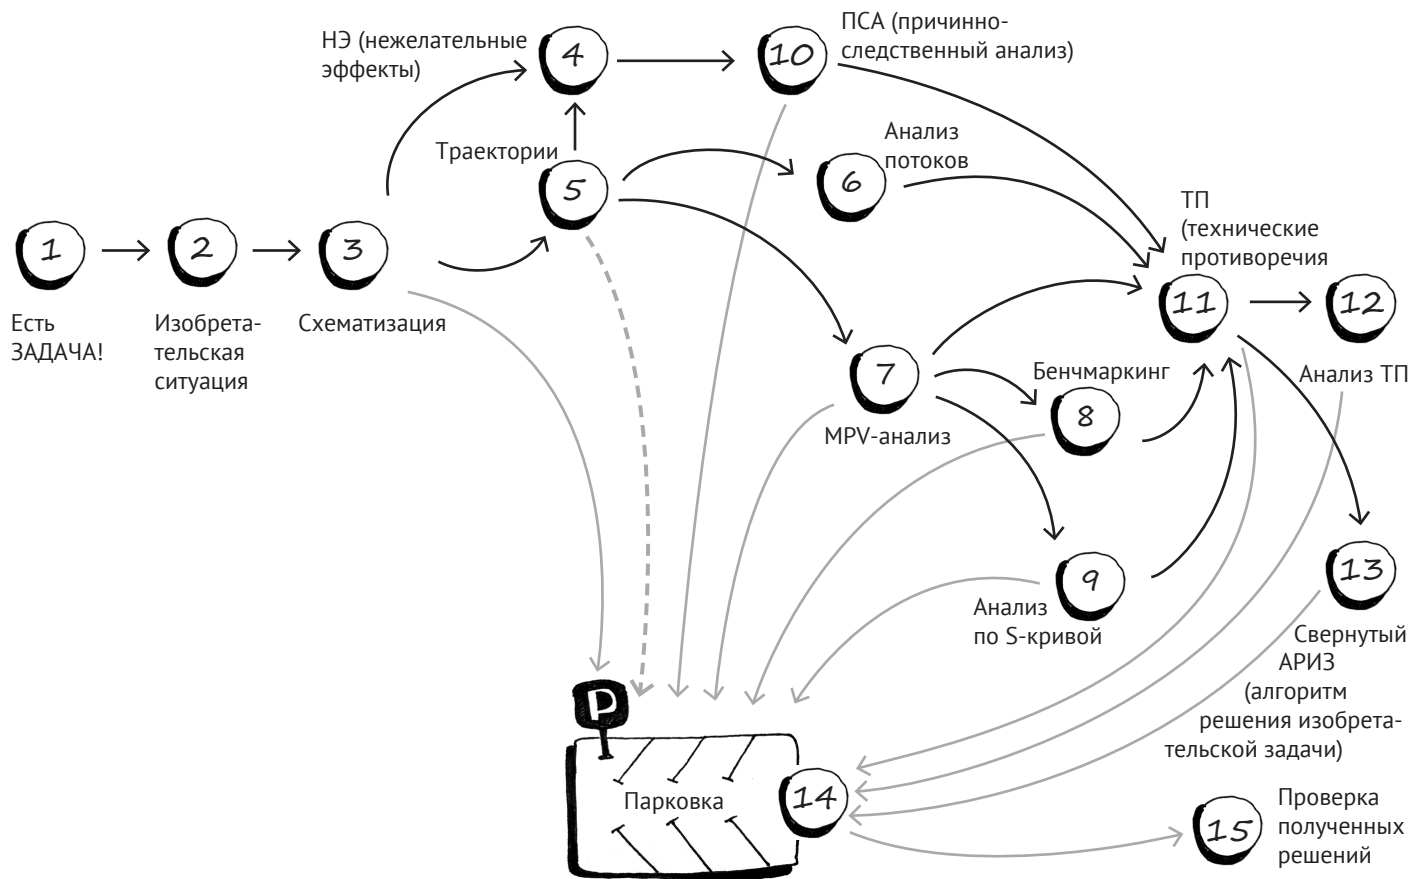 1
Есть
ЗАДАЧА!
2
Изобрета-
тельская
ситуация
3
Схематизация
НЭ (нежелательные
эффекты)
4
Траектории
5
ПСА (причинно-
следственный анализ)
10
Анализ
потоков
6
7
MPV-анализ
Бенчмаркинг
8
9
Анализ
по S-кривой
ТП
(технические
противоречия
11
12
Анализ ТП
13
Свернутый
АРИЗ
(алгоритм
решения изобрета-
тельской задачи)
P
Парковка
14
15
Проверка
полученных
решений